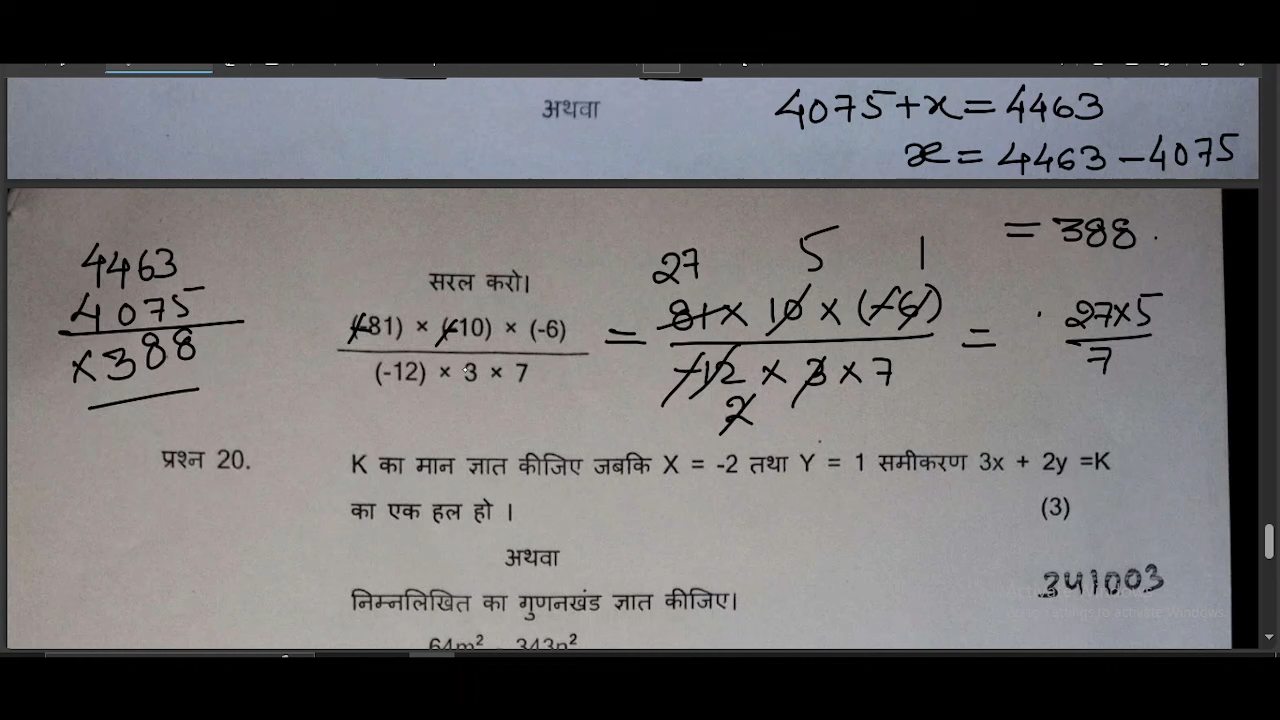 अथवा
4075+x=4463
x=4463-4075
=388.
4463
4075
×388
सरल करो।
(-81) × (-10) × (-6)
(-12) × 3 × 7
=
27 5 1
81 × 10 × (-6)
-12 × 3 × 7
2
=
27×5
7
प्रश्न 20.
K का मान ज्ञात कीजिए जबकि X = -2 तथा Y = 1 समीकरण 3x + 2y =K
का एक हल हो ।
(3)
अथवा
341003
निम्नलिखित का गुणनखंड ज्ञात कीजिए।
64m² - 343n²